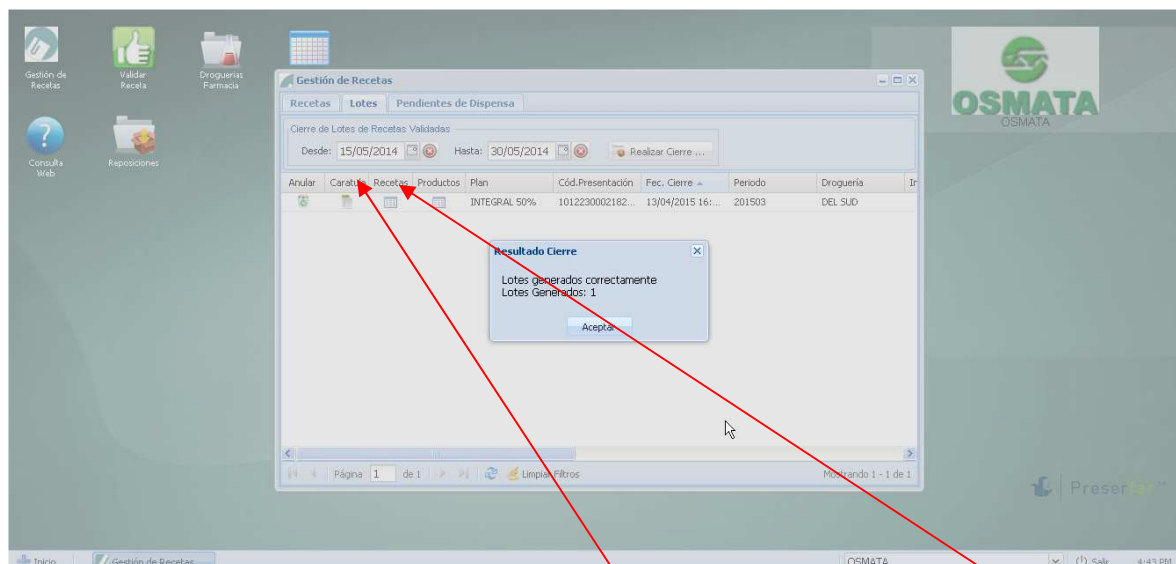 Gestión de Recetas
Validar Receta
Droguerias Farmacia
Consulta Web
Reposiciones
OSMATA
OSMATA
Gestión de Recetas
Recetas Lotes Pendientes de Dispensa
Cierre de Lotes de Recetas Validadas
Desde: 15/05/2014 Hasta: 30/05/2014 Realizar Cierre ...
Anular Caratula Recetas Productos Plan Cód.Presentación Fec. Cierre Periodo Droguería
INTEGRAL 50% 1012230002182... 13/04/2015 16:... 201503 DEL SUD
Resultado Cierre
Lotes generados correctamente
Lotes Generados: 1
Aceptar
Página 1 de 1 Limpiar Filtros Mostrando 1 - 1 de 1
Preserfar
Inicio Gestión de Recetas OSMATA Salir 4:43 PM